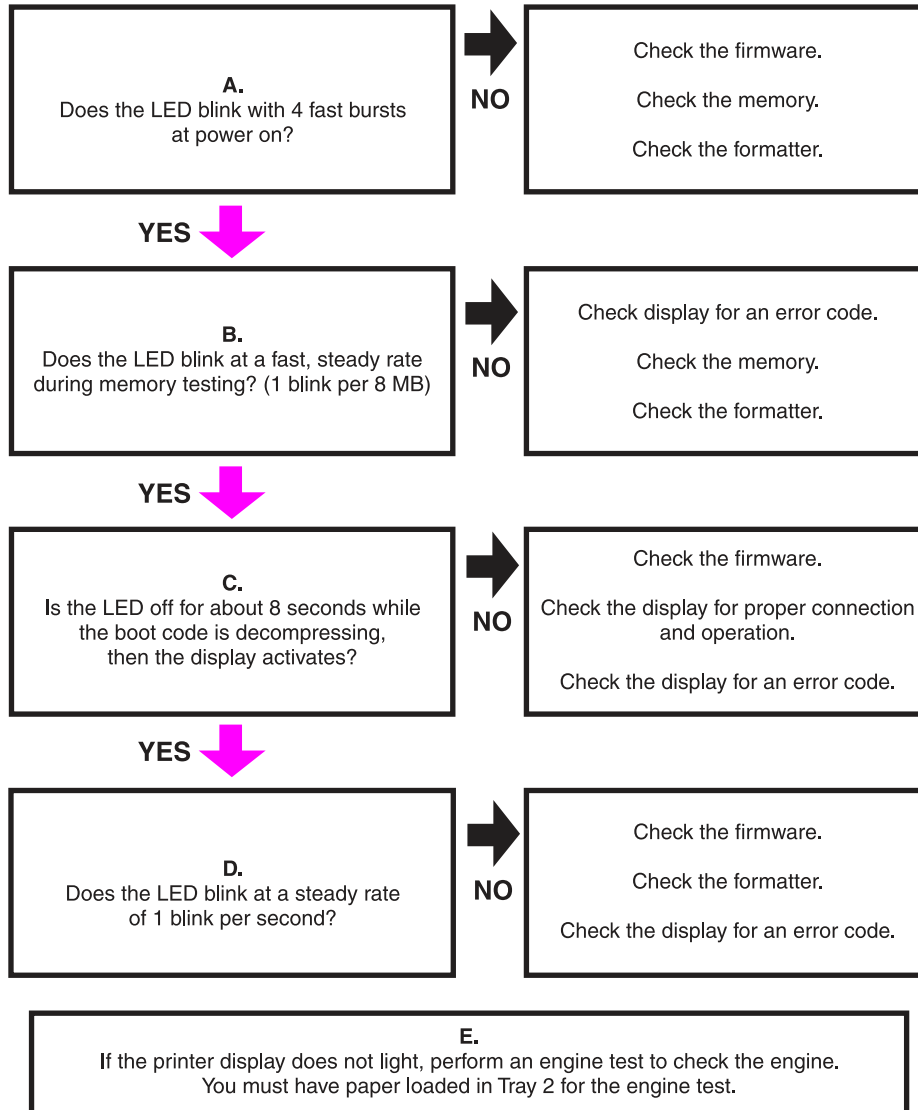 A.
Does the LED blink with 4 fast bursts
at power on?
NO
Check the firmware.
Check the memory.
Check the formatter.
YES
B.
Does the LED blink at a fast, steady rate
during memory testing? (1 blink per 8 MB)
NO
Check display for an error code.
Check the memory.
Check the formatter.
YES
C.
Is the LED off for about 8 seconds while
the boot code is decompressing,
then the display activates?
NO
Check the firmware.
Check the display for proper connection
and operation.
Check the display for an error code.
YES
D.
Does the LED blink at a steady rate
of 1 blink per second?
NO
Check the firmware.
Check the formatter.
Check the display for an error code.
E.
If the printer display does not light, perform an engine test to check the engine.
You must have paper loaded in Tray 2 for the engine test.